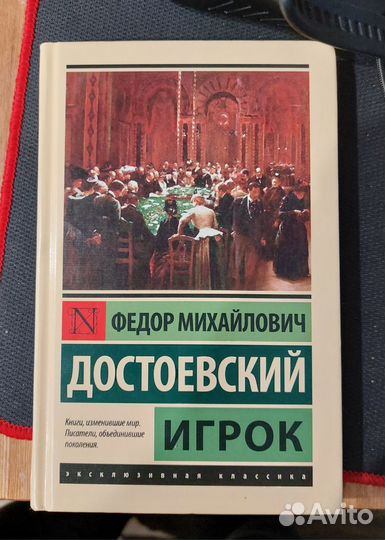 N
ФЕДОР МИХАЙЛОВИЧ
ДОСТОЕВСКИЙ
Книги, изменившие мир.
Писатели, объединившие
поколения.
ИГРОК
эксклюзивная классика
Avito